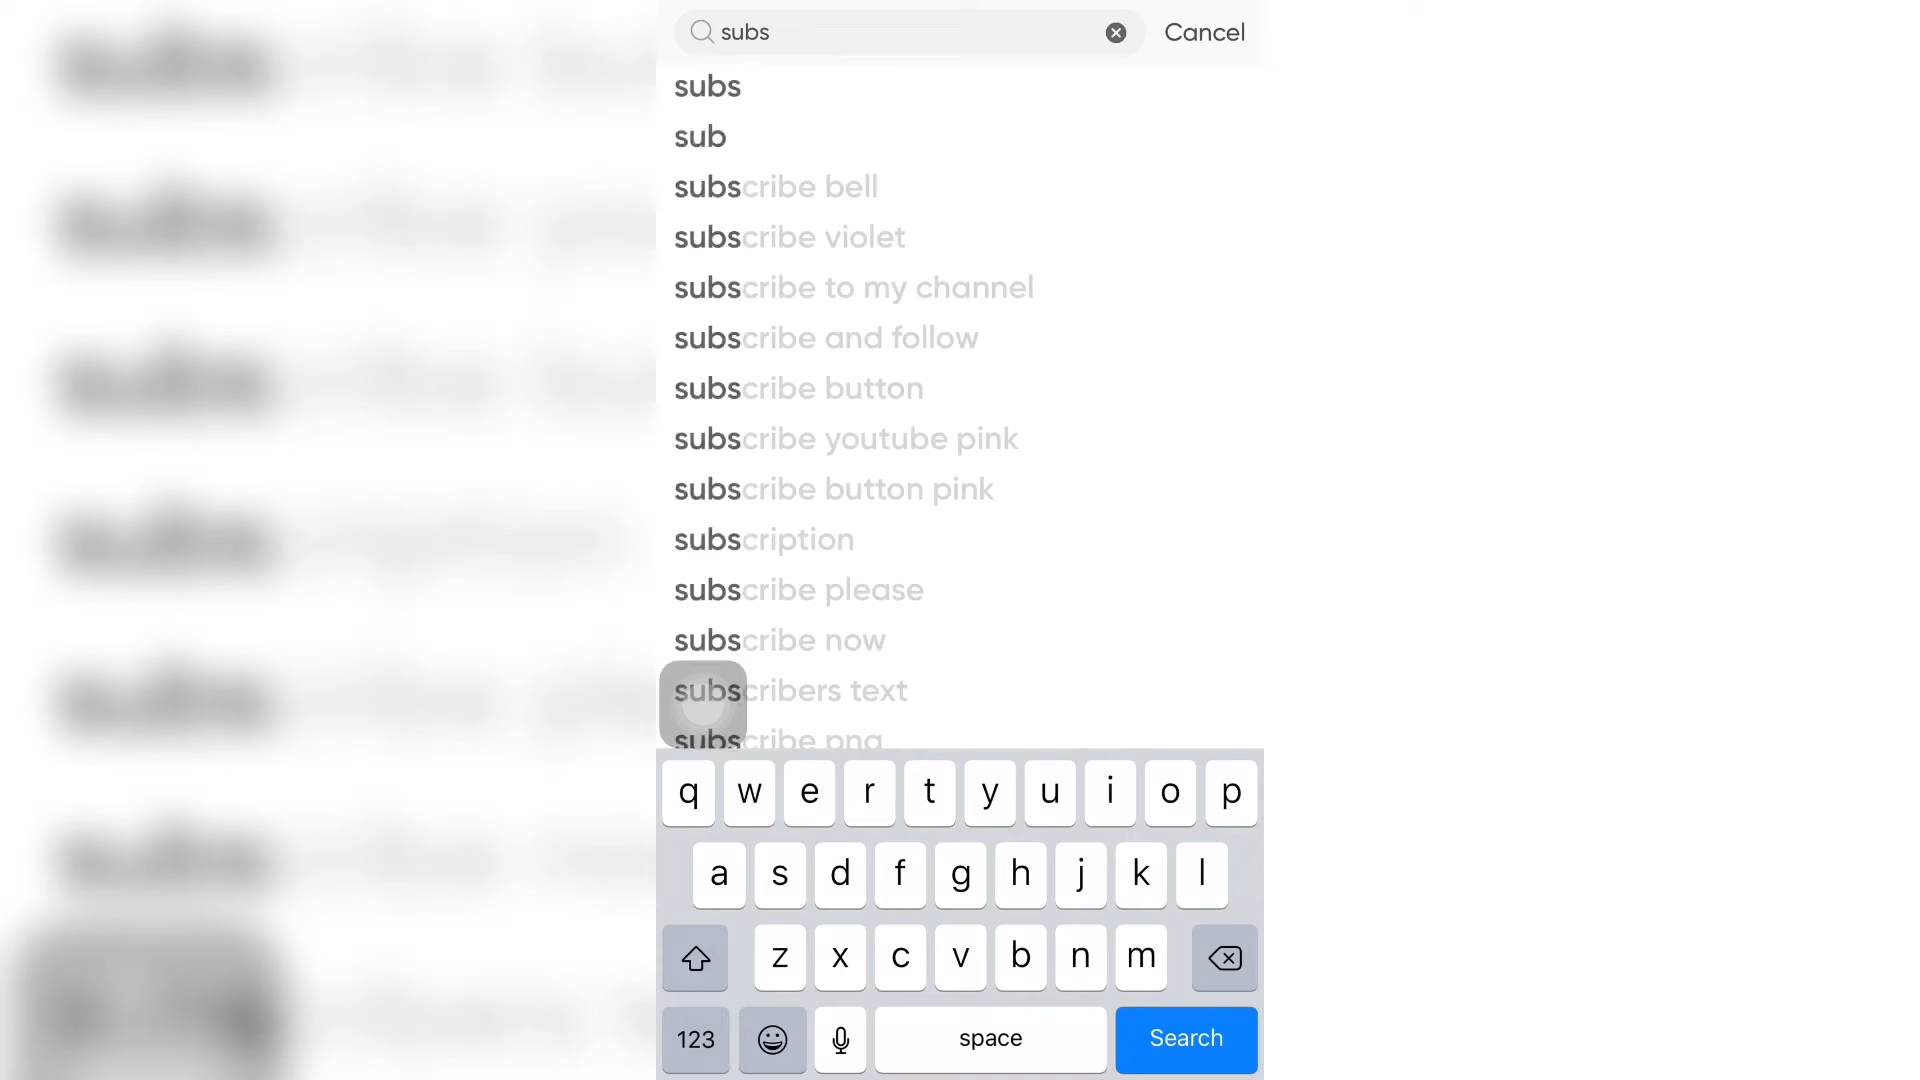 subs
Cancel
subs
sub
subscribe bell
subscribe violet
subscribe to my channel
subscribe and follow
subscribe button
subscribe youtube pink
subscribe button pink
subscription
subscribe please
subscribe now
subscribers text
subscribe png
q w e r t y u i o p
a s d f g h j k l
z x c v b n m
123
space
Search